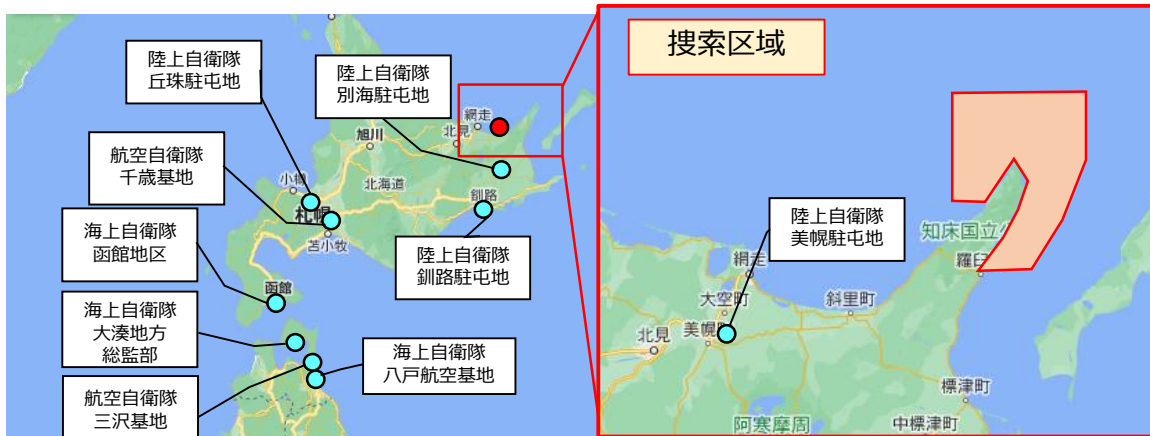 陸上自衛隊
丘珠駐屯地
陸上自衛隊
別海駐屯地
航空自衛隊
千歳基地
海上自衛隊
函館地区
海上自衛隊
大湊地方
総監部
航空自衛隊
三沢基地
陸上自衛隊
釧路駐屯地
海上自衛隊
八戸航空基地
網走
北見
旭川
北海道
小樽
札幌
苫小牧
釧路
函館
捜索区域
陸上自衛隊
美幌駐屯地
知床国立公
羅臼
網走
大空町
斜里町
北見
美幌町
標津町
中標津町
阿寒摩周